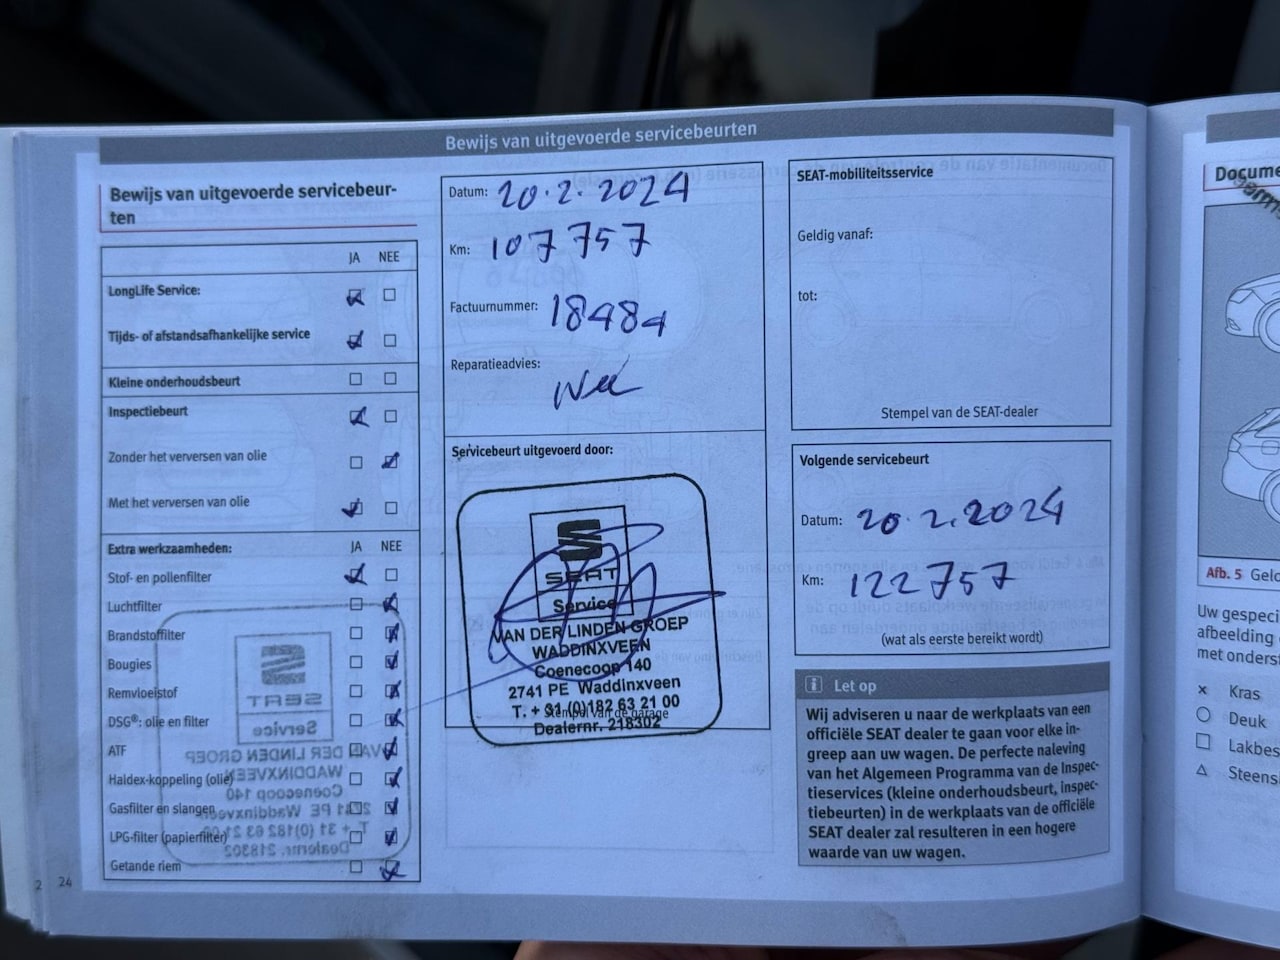 Bewijs van uitgevoerde servicebeurten
Bewijs van uitgevoerde servicebeur-
ten
JA NEE
LongLife Service:
Tijds- of afstandsafhankelijke service
Kleine onderhoudsbeurt
Inspectiebeurt
Zonder het verversen van olie
Met het verversen van olie
Extra werkzaamheden: JA NEE
Stof- en pollenfilter
Luchtfilter
Brandstoffilter
Bougies
Remvloeistof
DSG®: olie en filter
ATF
Haldex-koppeling (olie)
Gasfilter en slangen
LPG-filter (papierfilter)
Getande riem
24
Datum: 20.2.2024
Km: 107757
Factuurnummer: 18484
Reparatieadvies:
Nee
Servicebeurt uitgevoerd door:
SEAT
Service
VAN DER LINDEN GROEP
WADDINXVEEN
Coenecoop 140
2741 PE Waddinxveen
T. + 31 (0)182 63 21 00
Stempel van de garage
Dealernr. 218302
SEAT-mobiliteitsservice
Geldig vanaf:
tot:
Stempel van de SEAT-dealer
Volgende servicebeurt
Datum: 20.2.2024
Km: 122757
(wat als eerste bereikt wordt)
i Let op
Wij adviseren u naar de werkplaats van een
officiële SEAT dealer te gaan voor elke in-
greep aan uw wagen. De perfecte naleving
van het Algemeen Programma van de Inspec-
tieservices (kleine onderhoudsbeurt, inspec-
tiebeurten) in de werkplaats van de officiële
SEAT dealer zal resulteren in een hogere
waarde van uw wagen.
Docume
Afb. 5 Gelo
Uw gespeci
afbeelding
met onderst
Kras
Deuk
Lakbes
Steensl